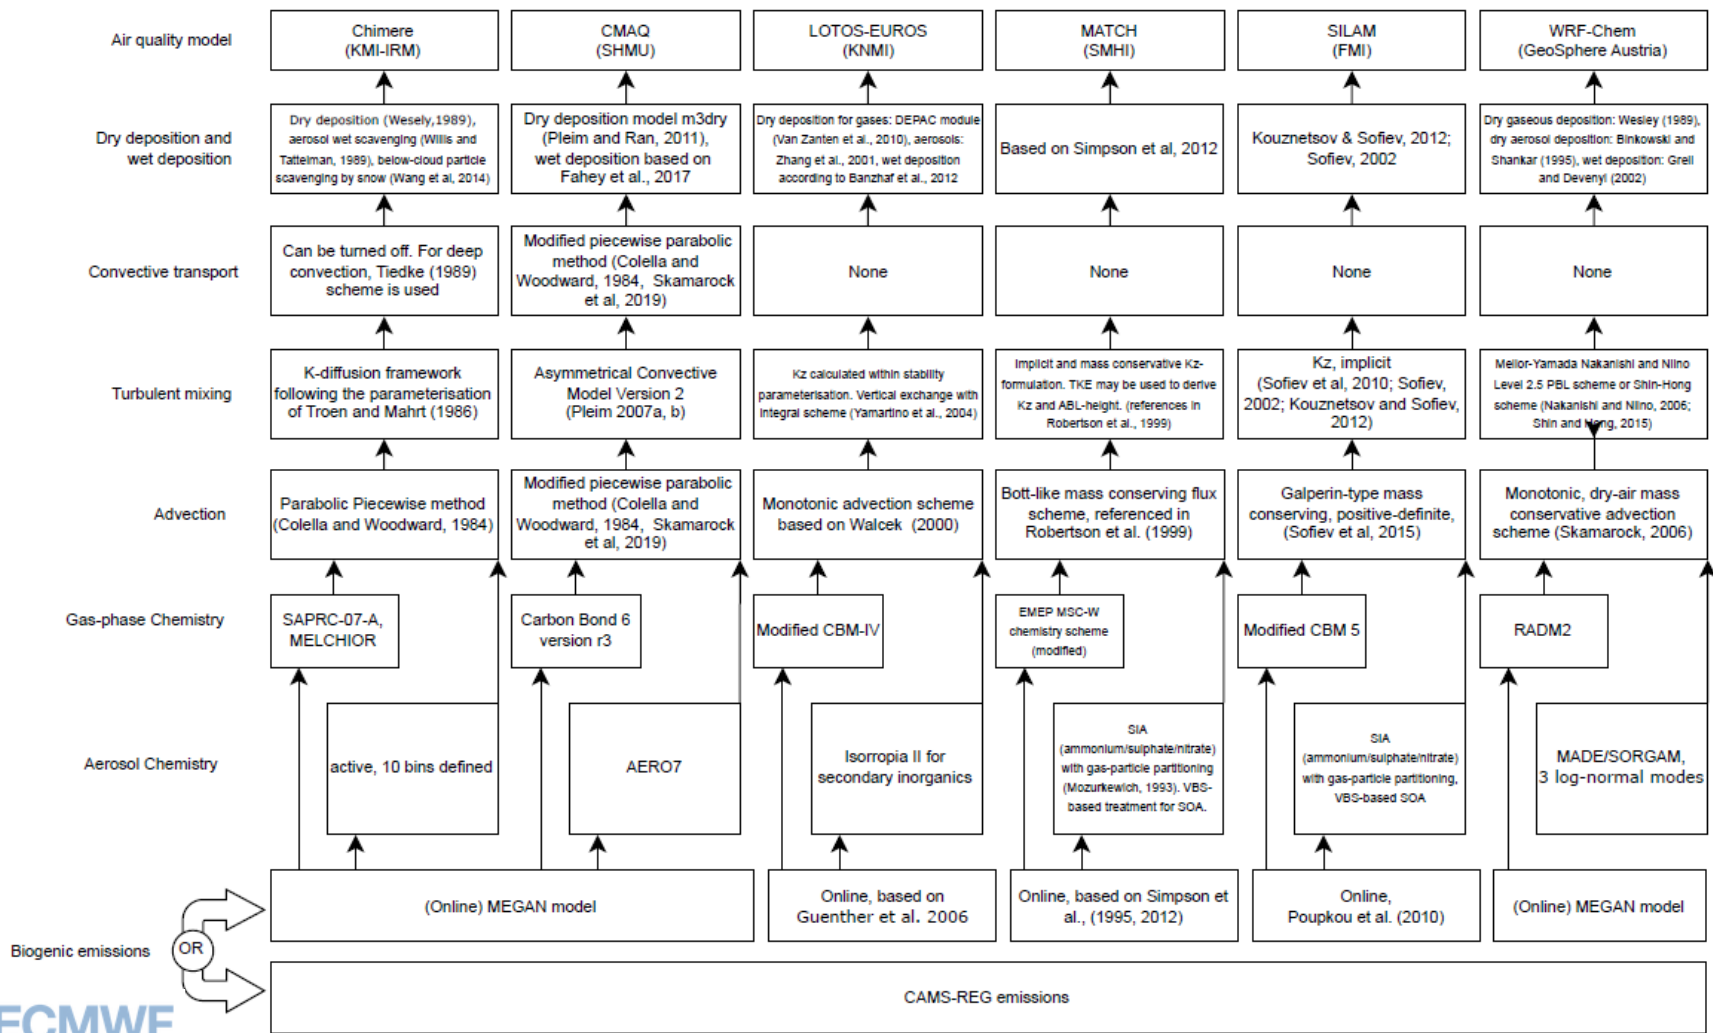 Air quality model
Chimere
(KMI-IRM)
CMAQ
(SHMU)
LOTOS-EUROS
(KNMI)
MATCH
(SMHI)
SILAM
(FMI)
WRF-Chem
(GeoSphere Austria)
Dry deposition and
wet deposition
Dry deposition (Wesely,1989),
aerosol wet scavenging (Willis and
Tattelman, 1989), below-cloud particle
scavenging by snow (Wang et al, 2014)
Dry deposition model m3dry
(Pleim and Ran, 2011),
wet deposition based on
Fahey et al., 2017
Dry deposition for gases: DEPAC module
(Van Zanten et al., 2010), aerosols:
Zhang et al., 2001, wet deposition
according to Banzhaf et al., 2012
Based on Simpson et al, 2012
Kouznetsov & Sofiev, 2012;
Sofiev, 2002
Dry gaseous deposition: Wesley (1989),
dry aerosol deposition: Binkowski and
Shankar (1995), wet deposition: Grell
and Devenyi (2002)
Convective transport
Can be turned off. For deep
convection, Tiedke (1989)
scheme is used
Modified piecewise parabolic
method (Colella and
Woodward, 1984, Skamarock
et al, 2019)
None
None
None
None
Turbulent mixing
K-diffusion framework
following the parameterisation
of Troen and Mahrt (1986)
Asymmetrical Convective
Model Version 2
(Pleim 2007a, b)
Kz calculated within stability
parameterisation. Vertical exchange with
integral scheme (Yamartino et al., 2004)
Implicit and mass conservative Kz-
formulation. TKE may be used to derive
Kz and ABL-height. (references in
Robertson et al., 1999)
Kz, implicit
(Sofiev et al, 2010; Sofiev,
2002; Kouznetsov and Sofiev,
2012)
Mellor-Yamada Nakanishi and Niino
Level 2.5 PBL scheme or Shin-Hong
scheme (Nakanishi and Niino, 2006;
Shin and Hong, 2015)
Advection
Parabolic Piecewise method
(Colella and Woodward, 1984)
Modified piecewise parabolic
method (Colella and
Woodward, 1984, Skamarock
et al, 2019)
Monotonic advection scheme
based on Walcek (2000)
Bott-like mass conserving flux
scheme, referenced in
Robertson et al. (1999)
Galperin-type mass
conserving, positive-definite,
(Sofiev et al, 2015)
Monotonic, dry-air mass
conservative advection
scheme (Skamarock, 2006)
Gas-phase Chemistry
SAPRC-07-A,
MELCHIOR
Carbon Bond 6
version r3
Modified CBM-IV
EMEP MSC-W
chemistry scheme
(modified)
Modified CBM 5
RADM2
Aerosol Chemistry
active, 10 bins defined
AERO7
Isorropia II for
secondary inorganics
SIA
(ammonium/sulphate/nitrate)
with gas-particle partitioning
(Mozurkewich, 1993). VBS-
based treatment for SOA.
SIA
(ammonium/sulphate/nitrate)
with gas-particle partitioning,
VBS-based SOA
MADE/SORGAM,
3 log-normal modes
Biogenic emissions
OR
(Online) MEGAN model
Online, based on
Guenther et al. 2006
Online, based on Simpson et
al., (1995, 2012)
Online,
Poupkou et al. (2010)
(Online) MEGAN model
CAMS-REG emissions
ECMWF